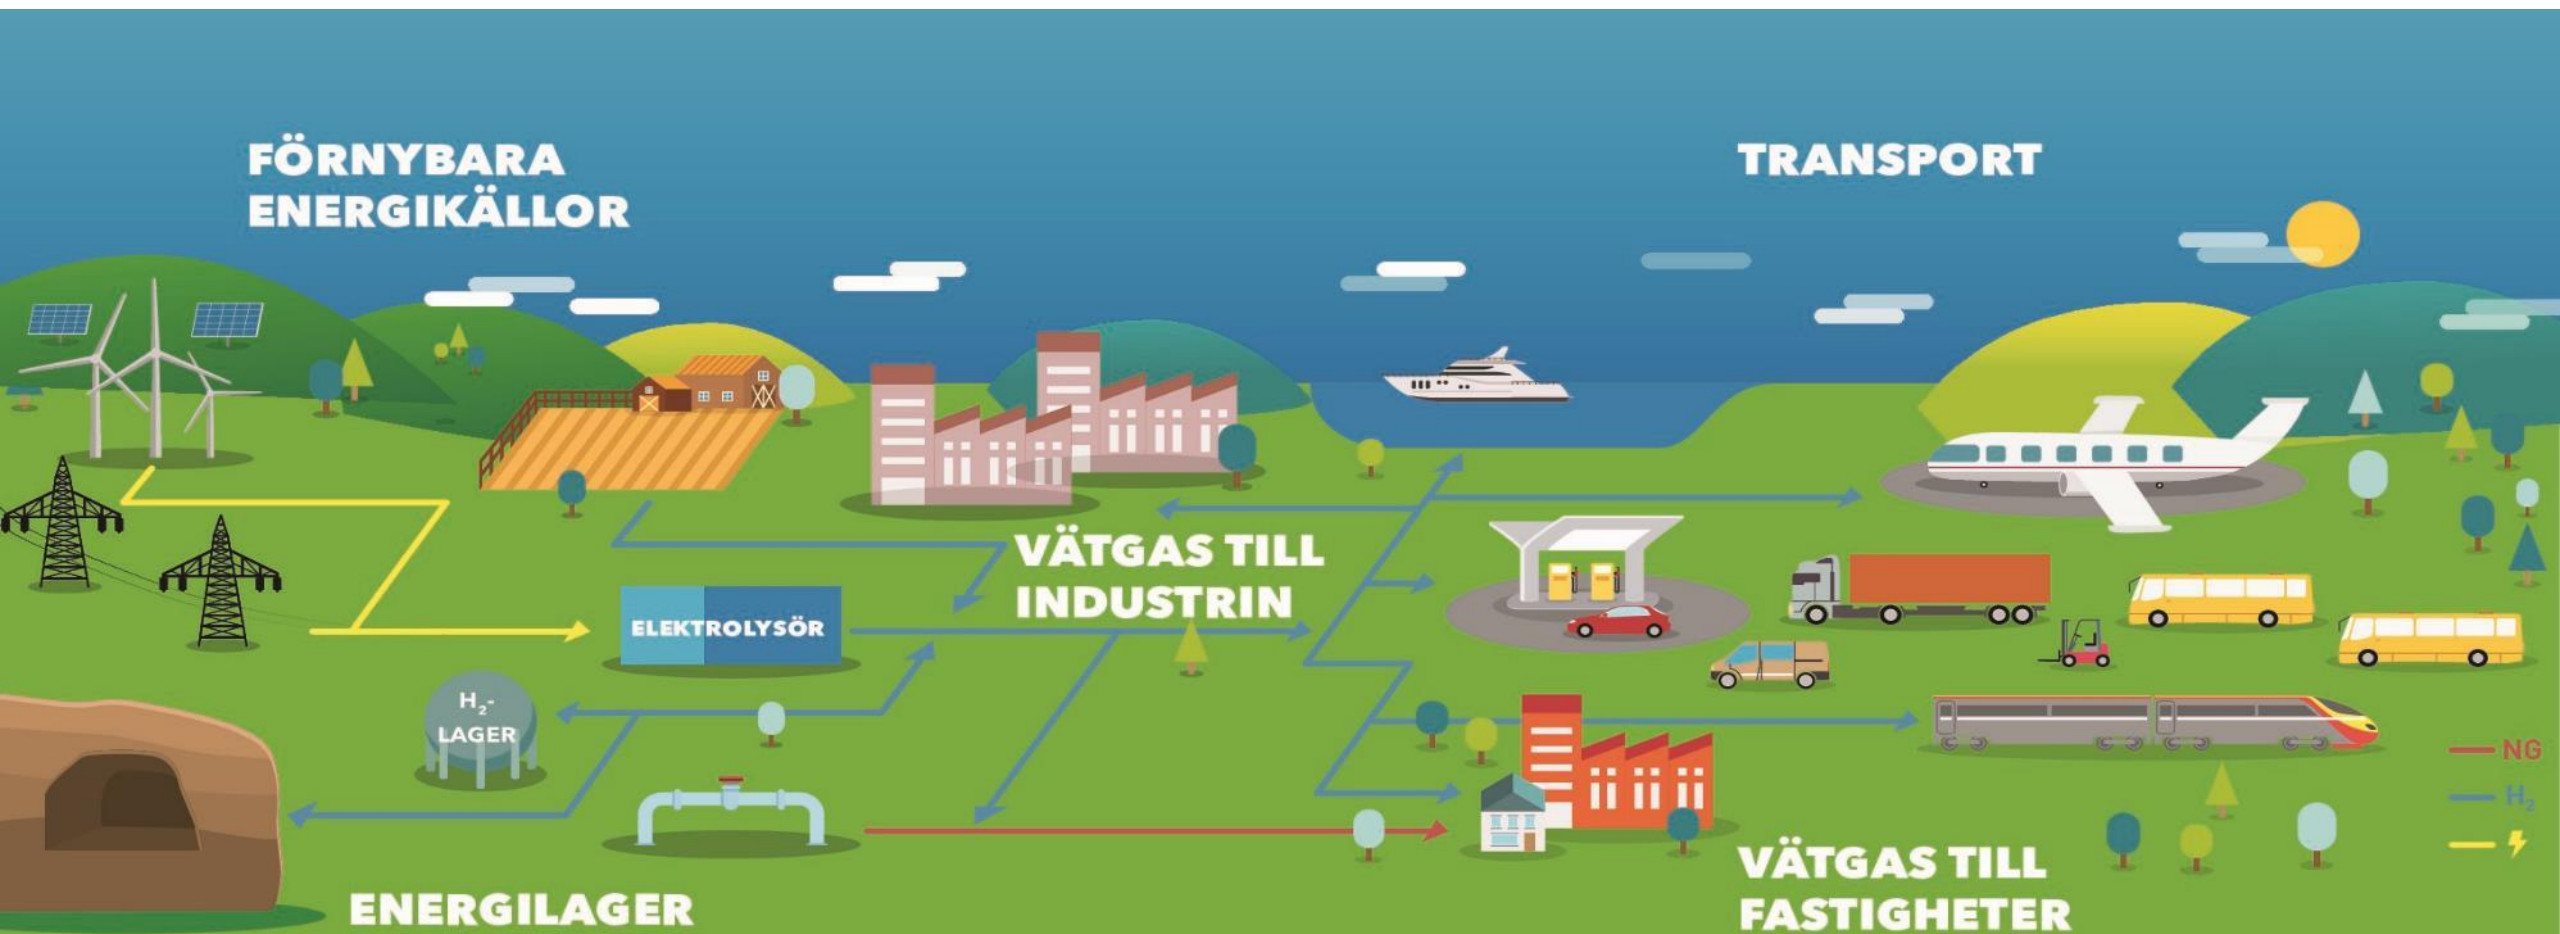 FÖRNYBARA
ENERGIKÄLLOR
TRANSPORT
VÄTGAS TILL
INDUSTRIN
ELEKTROLYSÖR
H₂-
LAGER
NG
H₂
VÄTGAS TILL
FASTIGHETER
ENERGILAGER